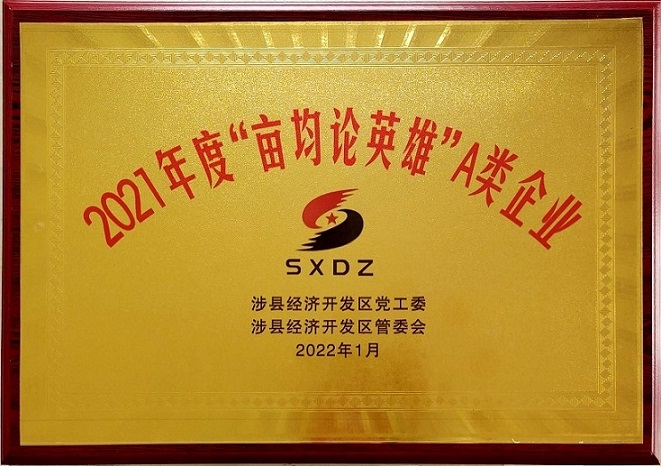 2021年度“亩均论英雄”A类企业
SXDZ
涉县经济开发区党工委
涉县经济开发区管委会
2022年1月